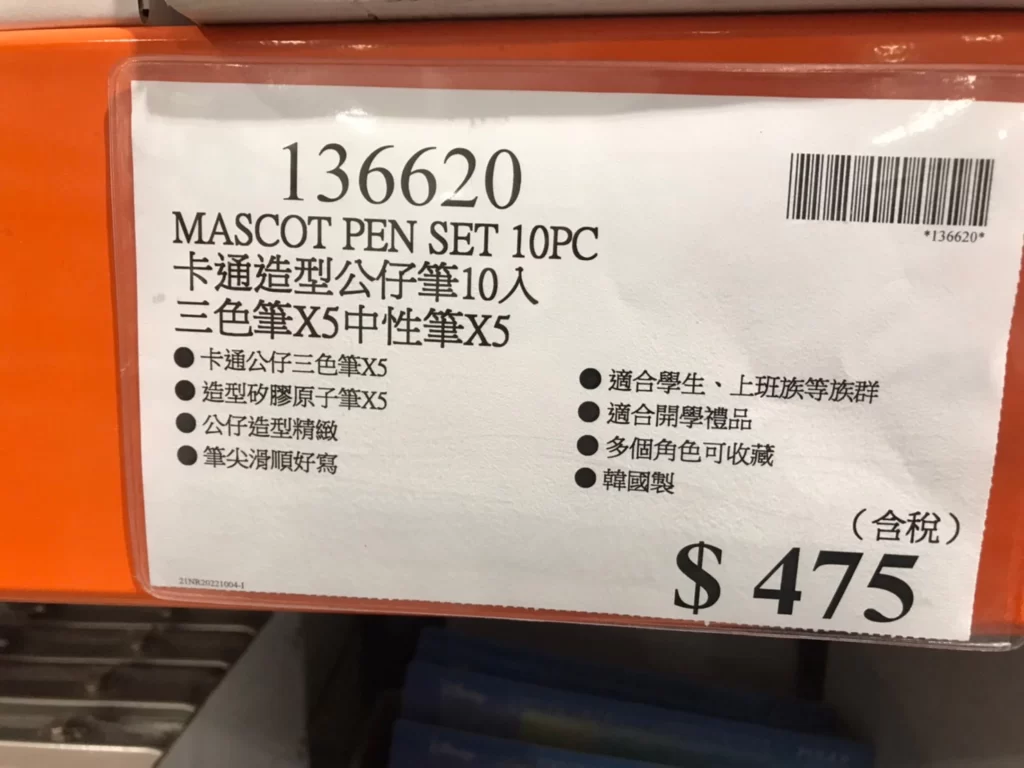 136620
*136620*
MASCOT PEN SET 10PC
卡通造型公仔筆10入
三色筆X5中性筆X5
● 卡通公仔三色筆X5
● 造型矽膠原子筆X5
● 公仔造型精緻
● 筆尖滑順好寫
● 適合學生、上班族等族群
● 適合開學禮品
● 多個角色可收藏
● 韓國製
（含稅）
$ 475
21NR20221004-1